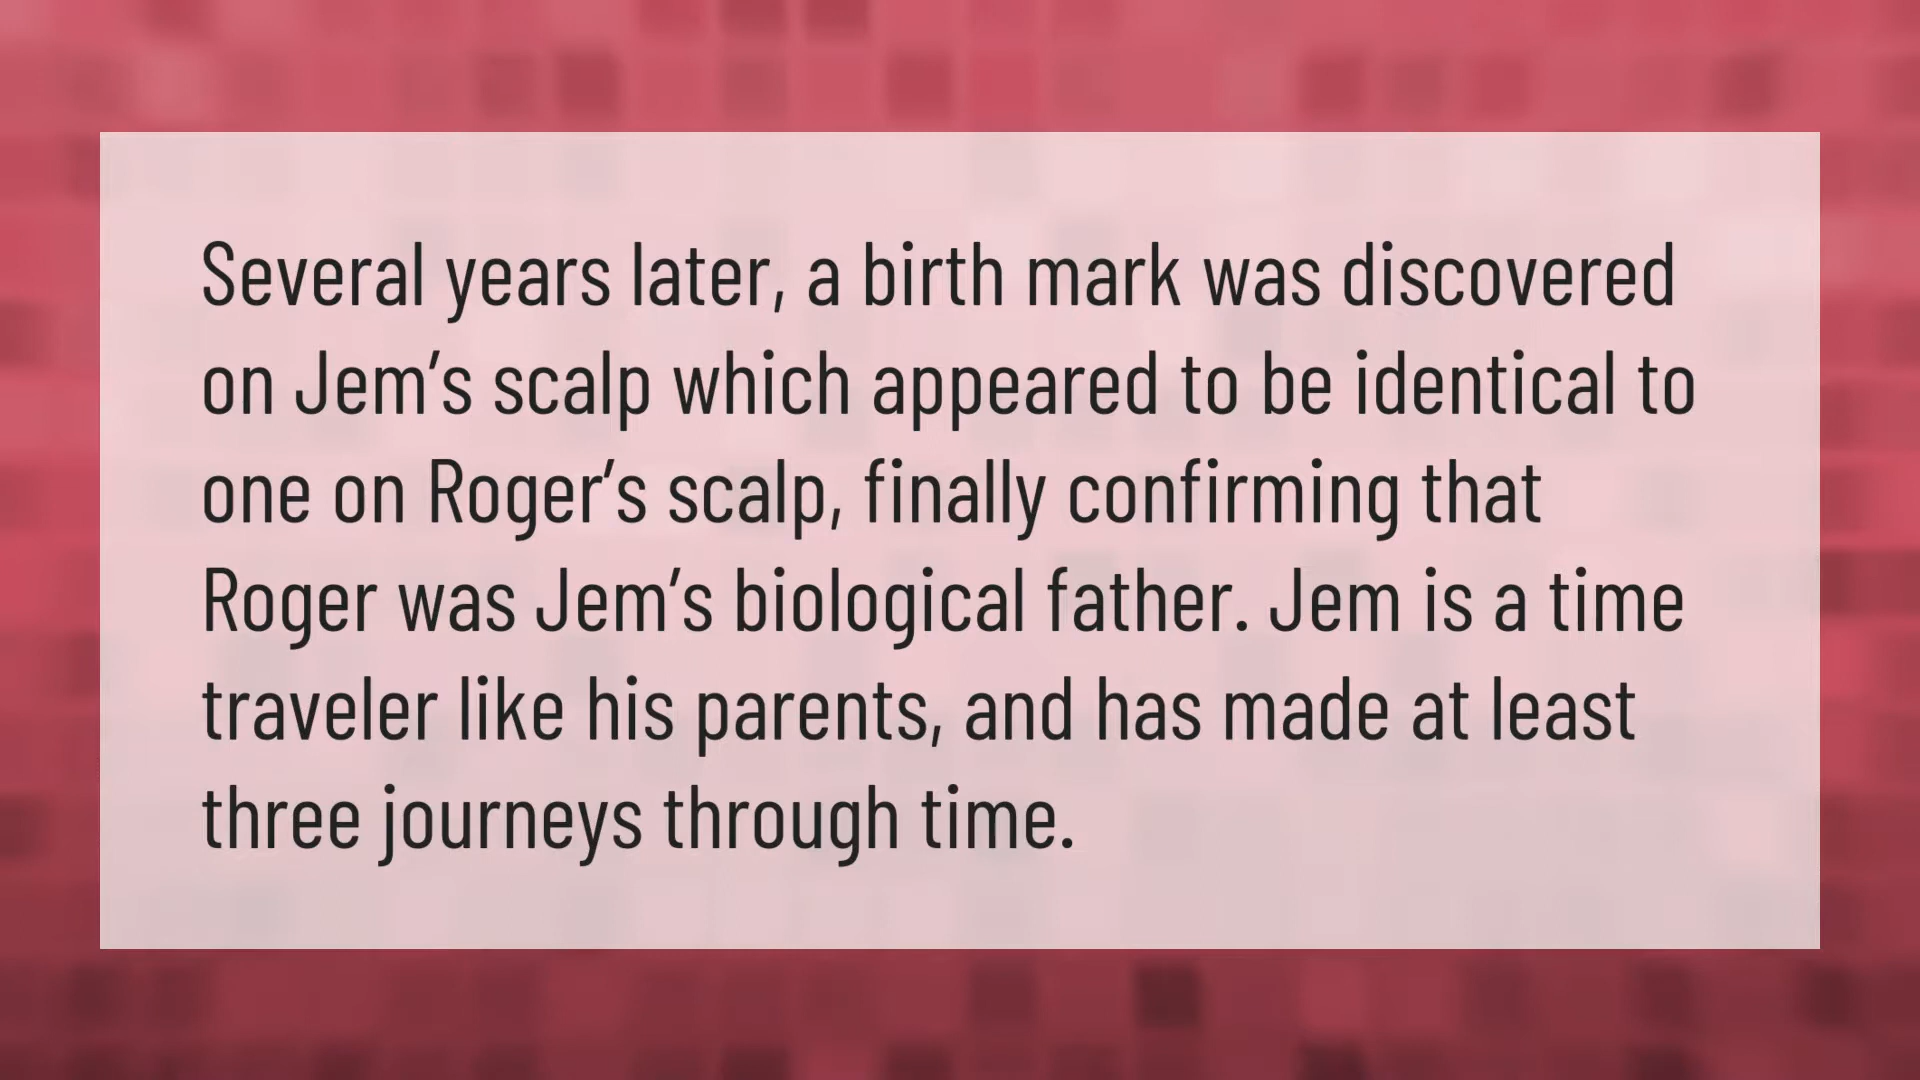 Several years later, a birth mark was discovered
on Jem’s scalp which appeared to be identical to
one on Roger’s scalp, finally confirming that
Roger was Jem’s biological father. Jem is a time
traveler like his parents, and has made at least
three journeys through time.